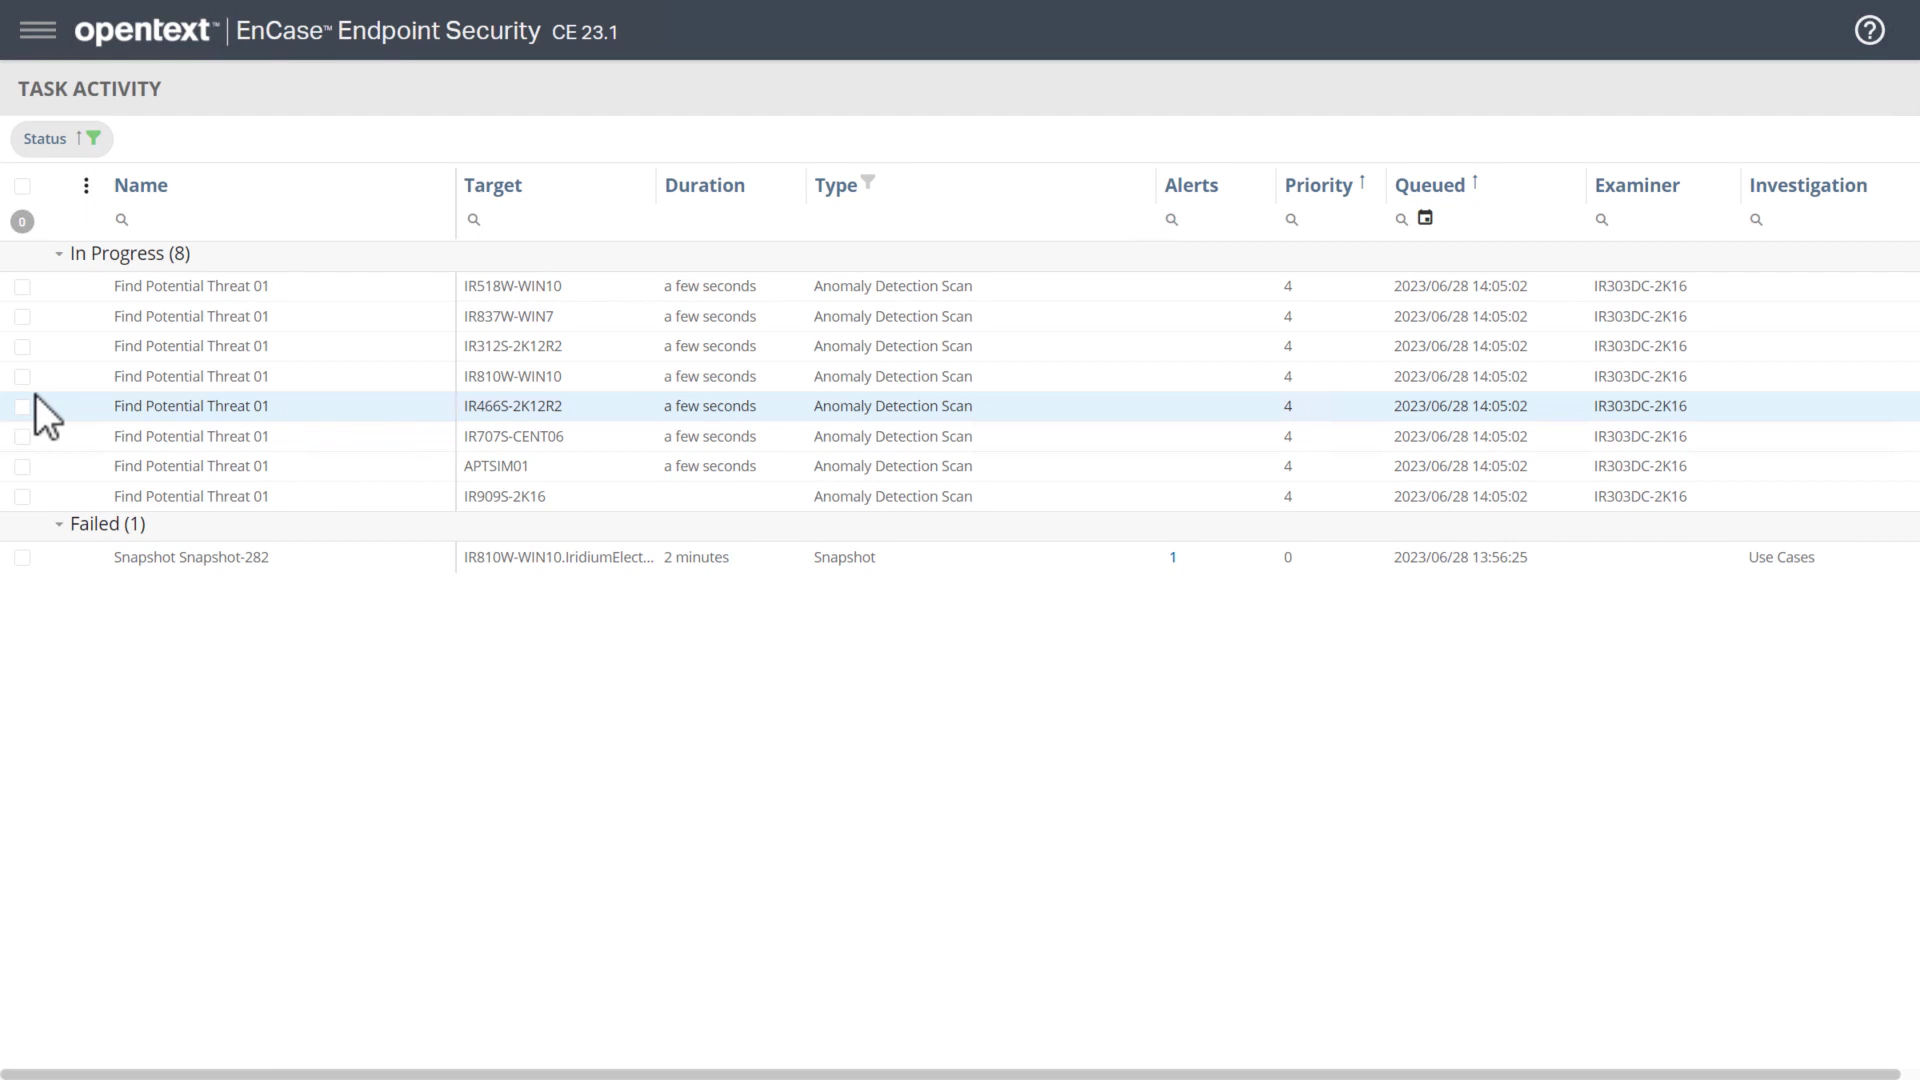 opentext™ | EnCase™ Endpoint Security CE 23.1
TASK ACTIVITY
Status
Name Target Duration Type Alerts Priority Queued Examiner Investigation
0
In Progress (8)
Find Potential Threat 01 IR518W-WIN10 a few seconds Anomaly Detection Scan 4 2023/06/28 14:05:02 IR303DC-2K16
Find Potential Threat 01 IR837W-WIN7 a few seconds Anomaly Detection Scan 4 2023/06/28 14:05:02 IR303DC-2K16
Find Potential Threat 01 IR312S-2K12R2 a few seconds Anomaly Detection Scan 4 2023/06/28 14:05:02 IR303DC-2K16
Find Potential Threat 01 IR810W-WIN10 a few seconds Anomaly Detection Scan 4 2023/06/28 14:05:02 IR303DC-2K16
Find Potential Threat 01 IR466S-2K12R2 a few seconds Anomaly Detection Scan 4 2023/06/28 14:05:02 IR303DC-2K16
Find Potential Threat 01 IR707S-CENT06 a few seconds Anomaly Detection Scan 4 2023/06/28 14:05:02 IR303DC-2K16
Find Potential Threat 01 APTSIM01 a few seconds Anomaly Detection Scan 4 2023/06/28 14:05:02 IR303DC-2K16
Find Potential Threat 01 IR909S-2K16 Anomaly Detection Scan 4 2023/06/28 14:05:02 IR303DC-2K16
Failed (1)
Snapshot Snapshot-282 IR810W-WIN10.IridiumElect... 2 minutes Snapshot 1 0 2023/06/28 13:56:25 Use Cases